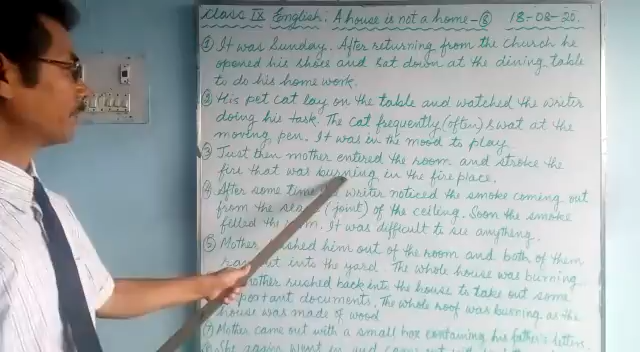 Class IX English: A house is not a home - ⑧ 18-08-20.
① It was Sunday. After returning from the church he
opened his shoes and sat down at the dining table
to do his home work.
② His pet cat lay on the table and watched the writer
doing his task. The cat frequently (often) swat at the
moving pen. It was in the mood to play.
③ Just then mother entered the room and stroke the
fire that was burning in the fire place.
④ After some time writer noticed the smoke coming out
from the (joint) of the ceiling. Soon the smoke
filled the room. It was difficult to see anything.
⑤ Mother him out of the room and both of them
out into the yard. The whole house was burning.
mother rushed back into the house to take out some
documents. The whole roof was burning as the
house was made of wood
⑦ Mother came out with a small box containing his father's letters
She again went in and came out